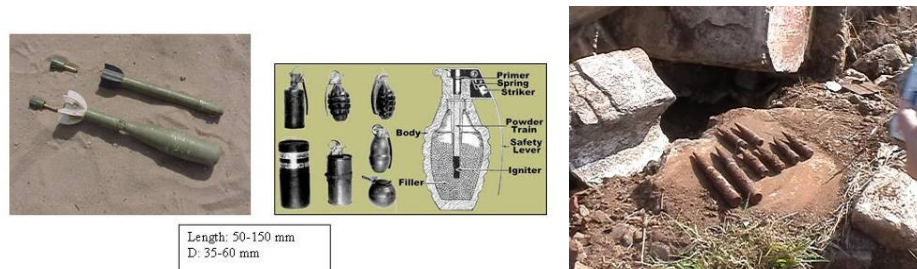 Primer
Spring
Striker
Powder
Train
Body
Safety
Lever
Igniter
Filler
Length: 50-150 mm
D: 35-60 mm